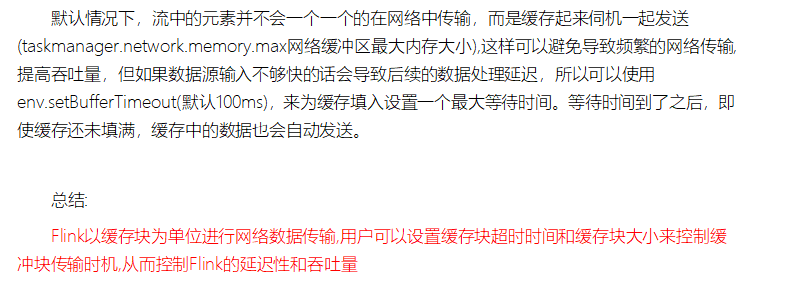 默认情况下，流中的元素并不会一个一个的在网络中传输，而是缓存起来伺机一起发送
(taskmanager.network.memory.max网络缓冲区最大内存大小),这样可以避免导致频繁的网络传输,
提高吞吐量，但如果数据源输入不够快的话会导致后续的数据处理延迟，所以可以使用
env.setBufferTimeout(默认100ms)，来为缓存填入设置一个最大等待时间。等待时间到了之后，即
使缓存还未填满，缓存中的数据也会自动发送。
总结:
Flink以缓存块为单位进行网络数据传输,用户可以设置缓存块超时时间和缓存块大小来控制缓
冲块传输时机,从而控制Flink的延迟性和吞吐量